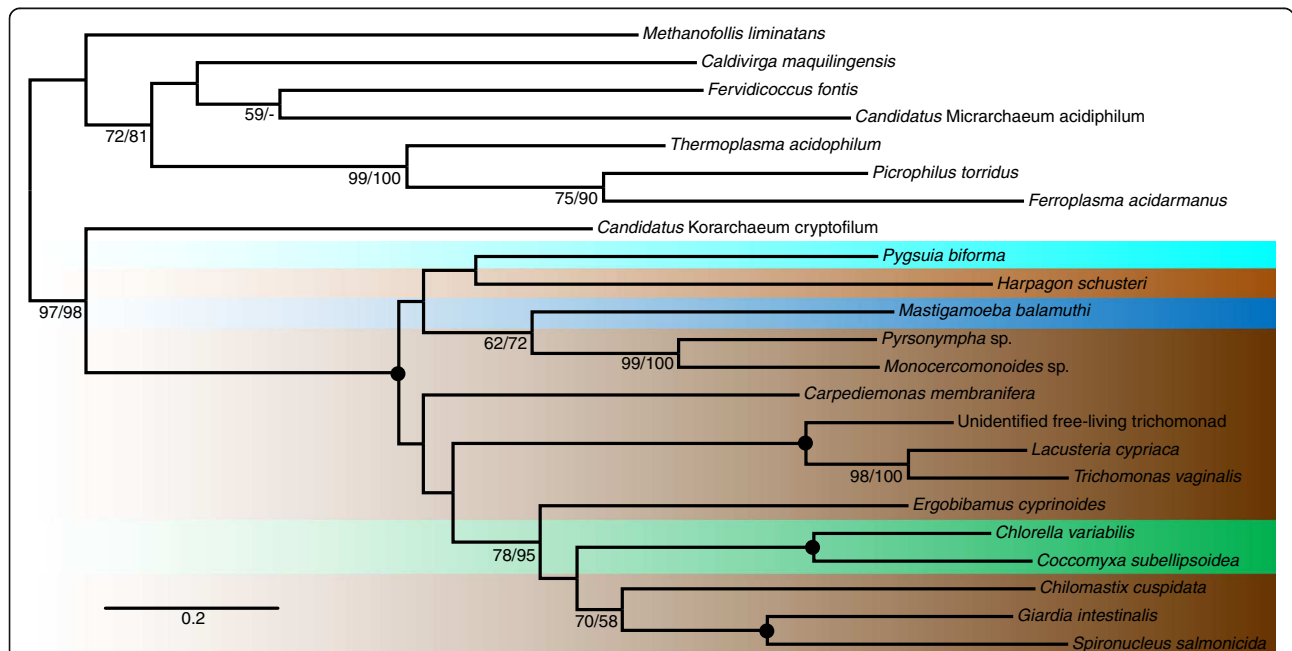 Methanofollis liminatans
Caldivirga maquilingensis
Fervidicoccus fontis
59/-
Candidatus Micrarchaeum acidiphilum
72/81
Thermoplasma acidophilum
99/100
Picrophilus torridus
75/90
Ferroplasma acidarmanus
Candidatus Korarchaeum cryptofilum
Pygsuia biforma
Harpagon schusteri
97/98
Mastigamoeba balamuthi
62/72
Pyrsonympha sp.
99/100
Monocercomonoides sp.
Carpediemonas membranifera
Unidentified free-living trichomonad
Lacusteria cypriaca
98/100
Trichomonas vaginalis
Ergobibamus cyprinoides
Chlorella variabilis
78/95
Coccomyxa subellipsoidea
Chilomastix cuspidata
70/58
0.2
Giardia intestinalis
Spironucleus salmonicida